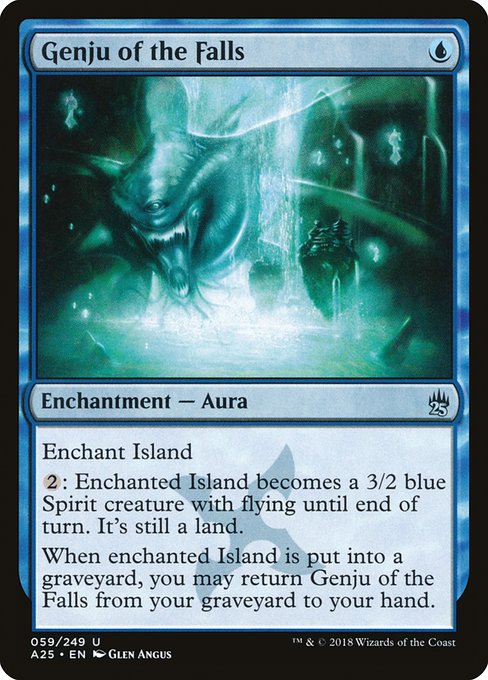 Genju of the Falls
Enchantment — Aura
25
Enchant Island
2: Enchanted Island becomes a 3/2 blue
Spirit creature with flying until end of
turn. It's still a land.
When enchanted Island is put into a
graveyard, you may return Genju of the
Falls from your graveyard to your hand.
059/249 U
A25 • EN Glen Angus
™ & © 2018 Wizards of the Coast